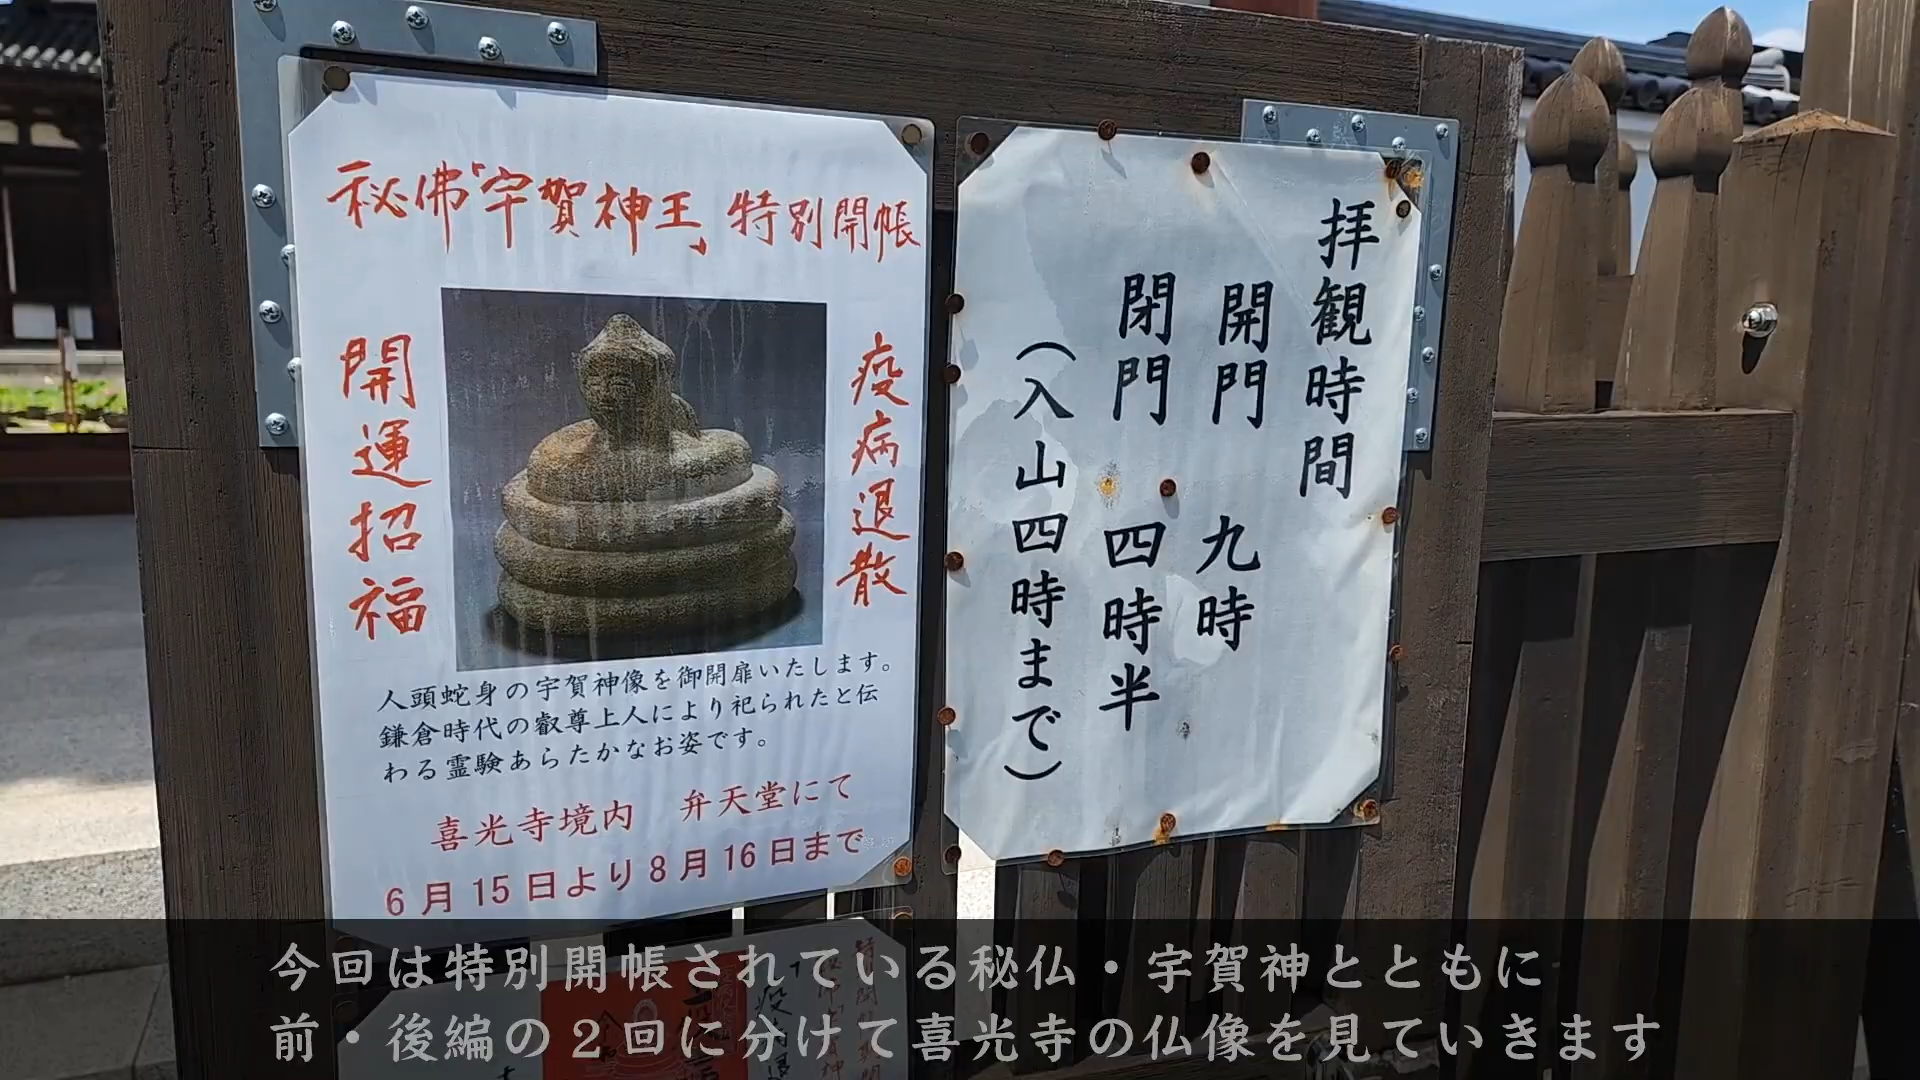 秘佛「宇賀神王」特別開帳
疫病退散
開運招福
人頭蛇身の宇賀神像を御開扉いたします。
鎌倉時代の叡尊上人により祀られたと伝
わる霊験あらたかなお姿です。
喜光寺境内　弁天堂にて
6月15日より8月16日まで
拝観時間
開門　九時
閉門　四時半
（入山四時まで）
今回は特別開帳されている秘仏・宇賀神とともに
前・後編の２回に分けて喜光寺の仏像を見ていきます